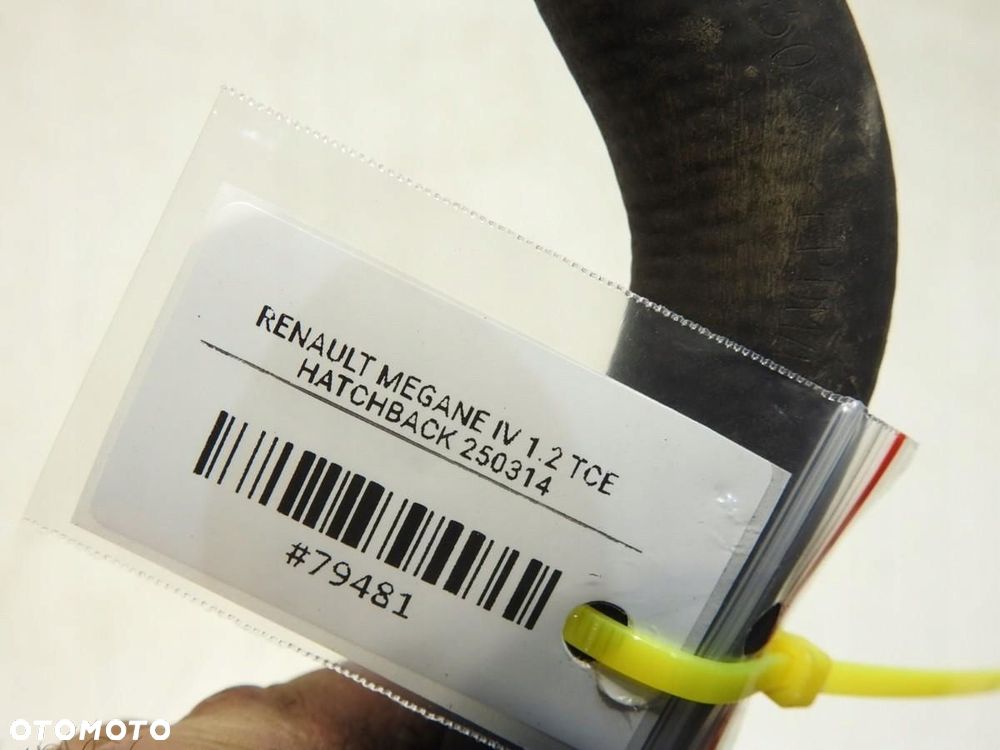 RENAULT MEGANE IV 1.2 TCE
HATCHBACK 250314
#79481
OTOMOTO